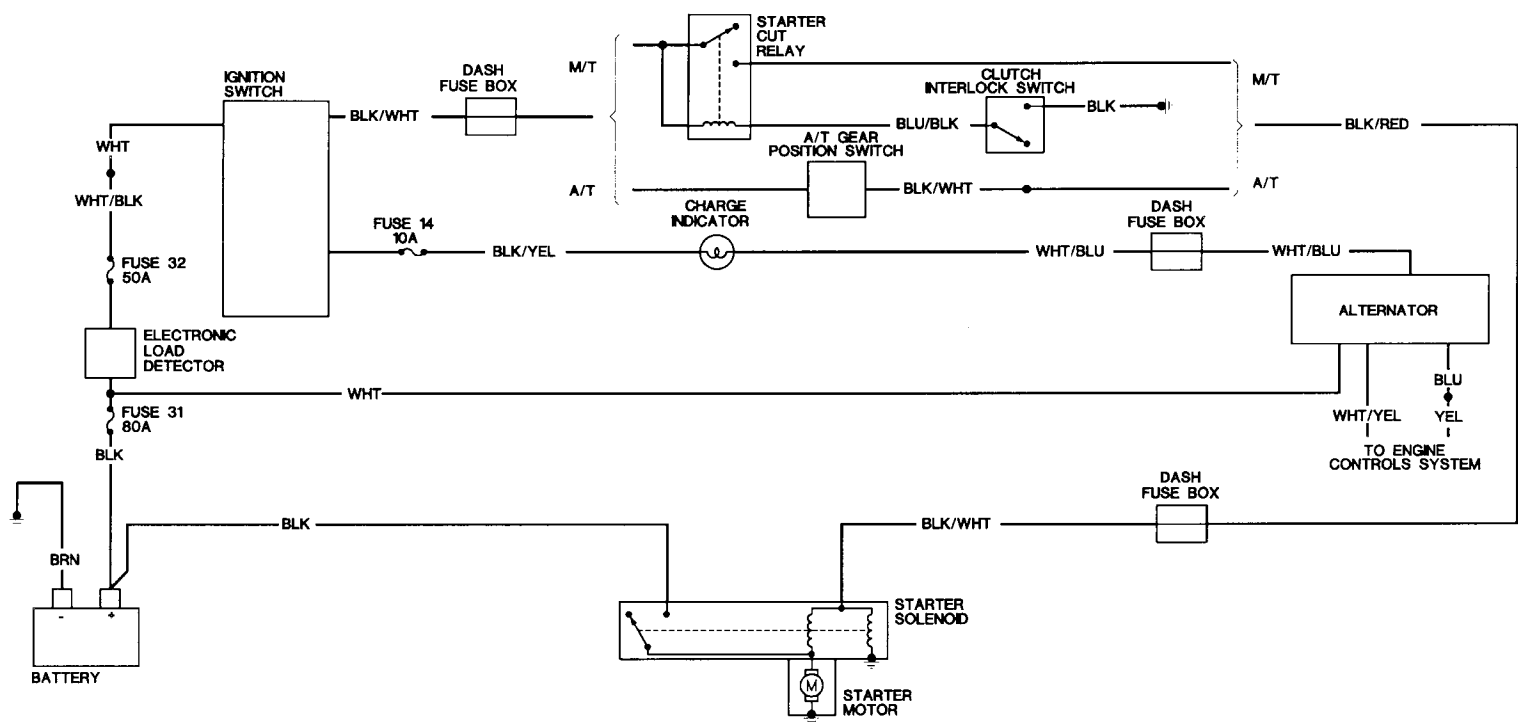 STARTER
CUT
RELAY
M/T
DASH
FUSE BOX
IGNITION
SWITCH
CLUTCH
INTERLOCK SWITCH
M/T
BLK/WHT
BLK
WHT
BLU/BLK
BLK/RED
A/T GEAR
POSITION SWITCH
A/T
BLK/WHT
A/T
WHT/BLK
CHARGE
INDICATOR
DASH
FUSE BOX
FUSE 14
10A
BLK/YEL
WHT/BLU
WHT/BLU
FUSE 32
50A
ALTERNATOR
ELECTRONIC
LOAD
DETECTOR
WHT
BLU
FUSE 31
80A
WHT/YEL
YEL
BLK
TO ENGINE
CONTROLS SYSTEM
DASH
FUSE BOX
BLK
BLK/WHT
BRN
- +
STARTER
SOLENOID
BATTERY
M
STARTER
MOTOR